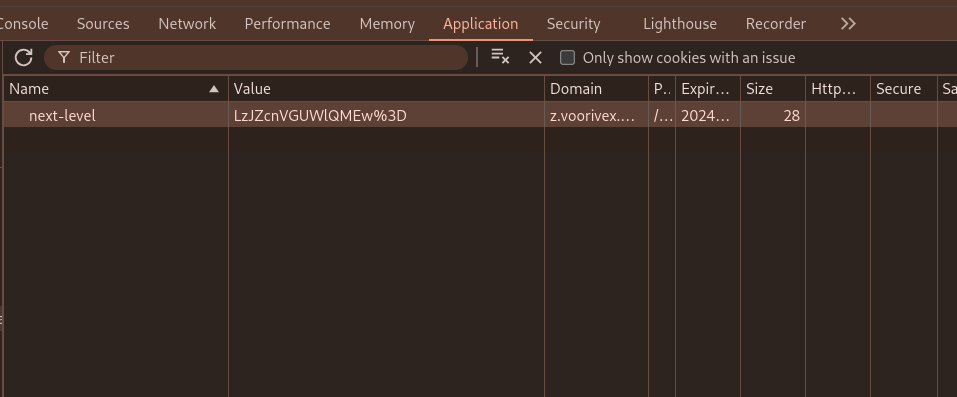 Console Sources Network Performance Memory Application Security Lighthouse Recorder
Filter Only show cookies with an issue
Name Value Domain P.. Expir... Size Http... Secure Sa
next-level LzJZcnVGUWlQMEw%3D z.voorivex.... /... 2024... 28